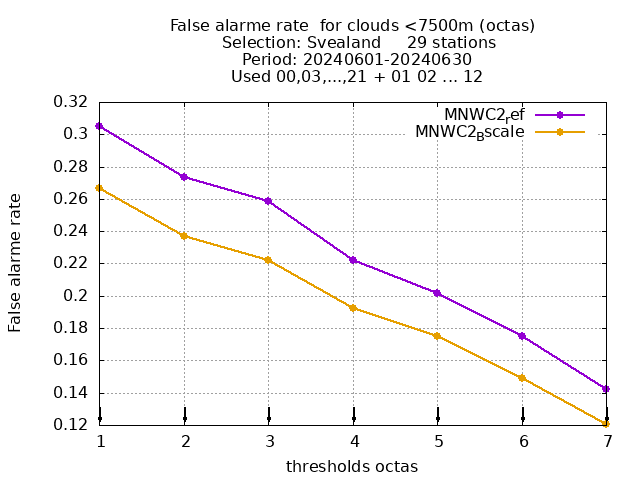 False alarme rate  for clouds <7500m (octas)
Selection: Svealand     29 stations
Period: 20240601-20240630
Used 00,03,...,21 + 01 02 ... 12
MNWC2ref
MNWC2Bscale
False alarme rate
0.32
0.3
0.28
0.26
0.24
0.22
0.2
0.18
0.16
0.14
0.12
1 2 3 4 5 6 7
thresholds octas